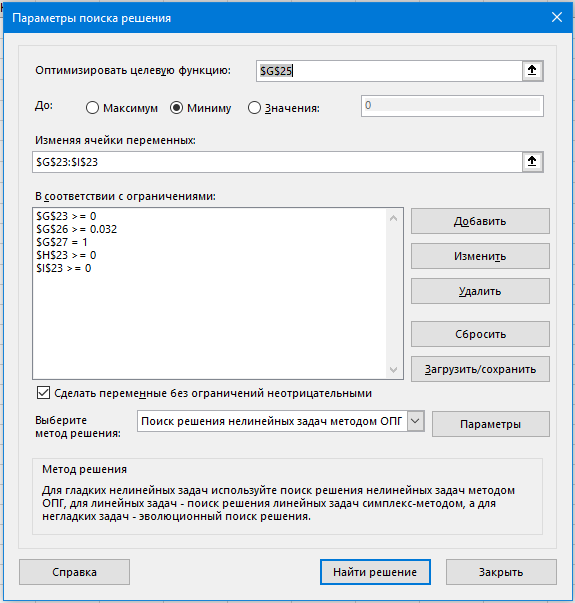 Параметры поиска решения
Оптимизировать целевую функцию:
$G$25
До:
Максимум
Миниму
Значения:
0
Изменяя ячейки переменных:
$G$23:$I$23
В соответствии с ограничениями:
$G$23 >= 0
$G$26 >= 0.032
$G$27 = 1
$H$23 >= 0
$I$23 >= 0
Добавить
Изменить
Удалить
Сбросить
Загрузить/сохранить
Сделать переменные без ограничений неотрицательными
Выберите
метод решения:
Поиск решения нелинейных задач методом ОПГ
Параметры
Метод решения
Для гладких нелинейных задач используйте поиск решения нелинейных задач методом
ОПГ, для линейных задач - поиск решения линейных задач симплекс-методом, а для
негладких задач - эволюционный поиск решения.
Справка
Найти решение
Закрыть